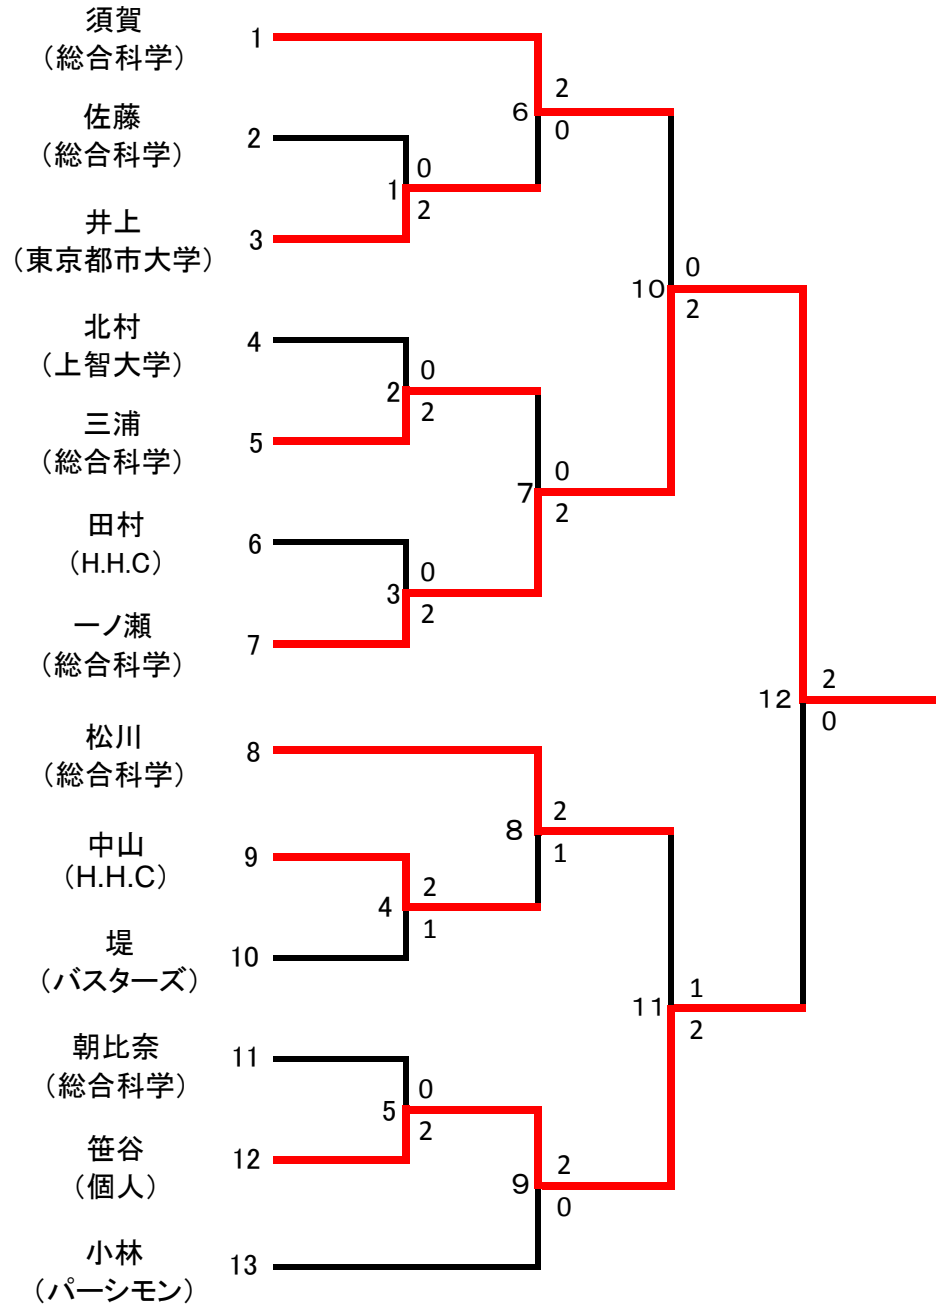 須賀
（総合科学）
1
佐藤
（総合科学）
2
井上
（東京都市大学）
3
北村
（上智大学）
4
三浦
（総合科学）
5
田村
（H.H.C）
6
一ノ瀬
（総合科学）
7
松川
（総合科学）
8
中山
（H.H.C）
9
堤
（バスターズ）
10
朝比奈
（総合科学）
11
笹谷
（個人）
12
小林
（パーシモン）
13
1
0
2
2
0
2
3
0
2
4
2
1
5
0
2
6
2
0
7
0
2
8
2
1
9
2
0
10
0
2
11
1
2
12
2
0